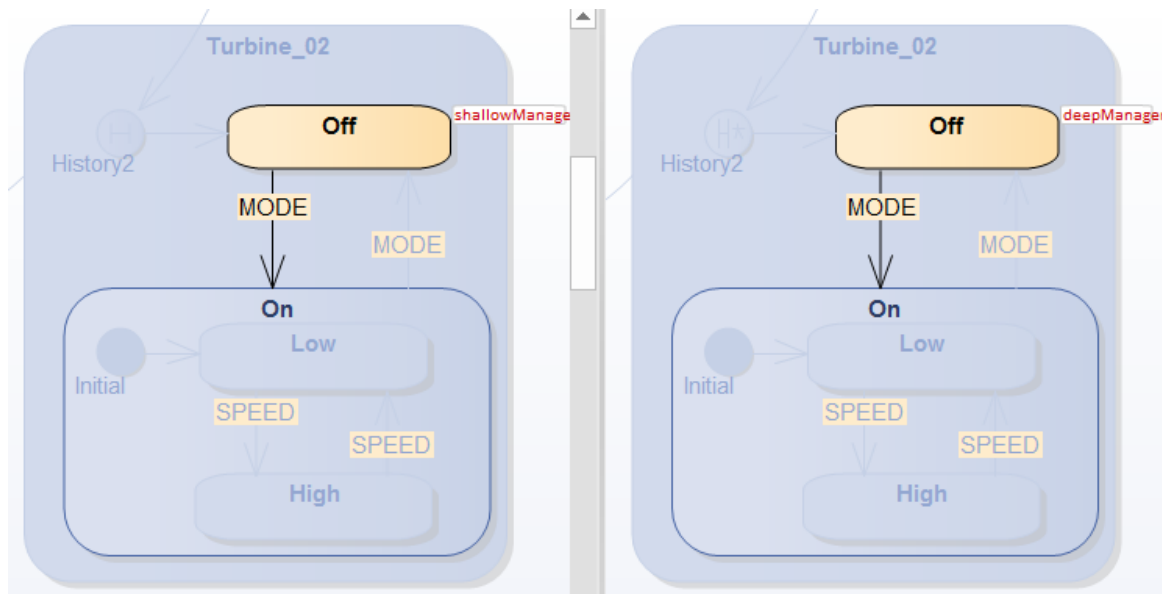 Turbine_02
Off
shallowManage
H
History2
MODE
MODE
On
Low
Initial
SPEED
SPEED
High
Turbine_02
Off
deepManager
H*
History2
MODE
MODE
On
Low
Initial
SPEED
SPEED
High